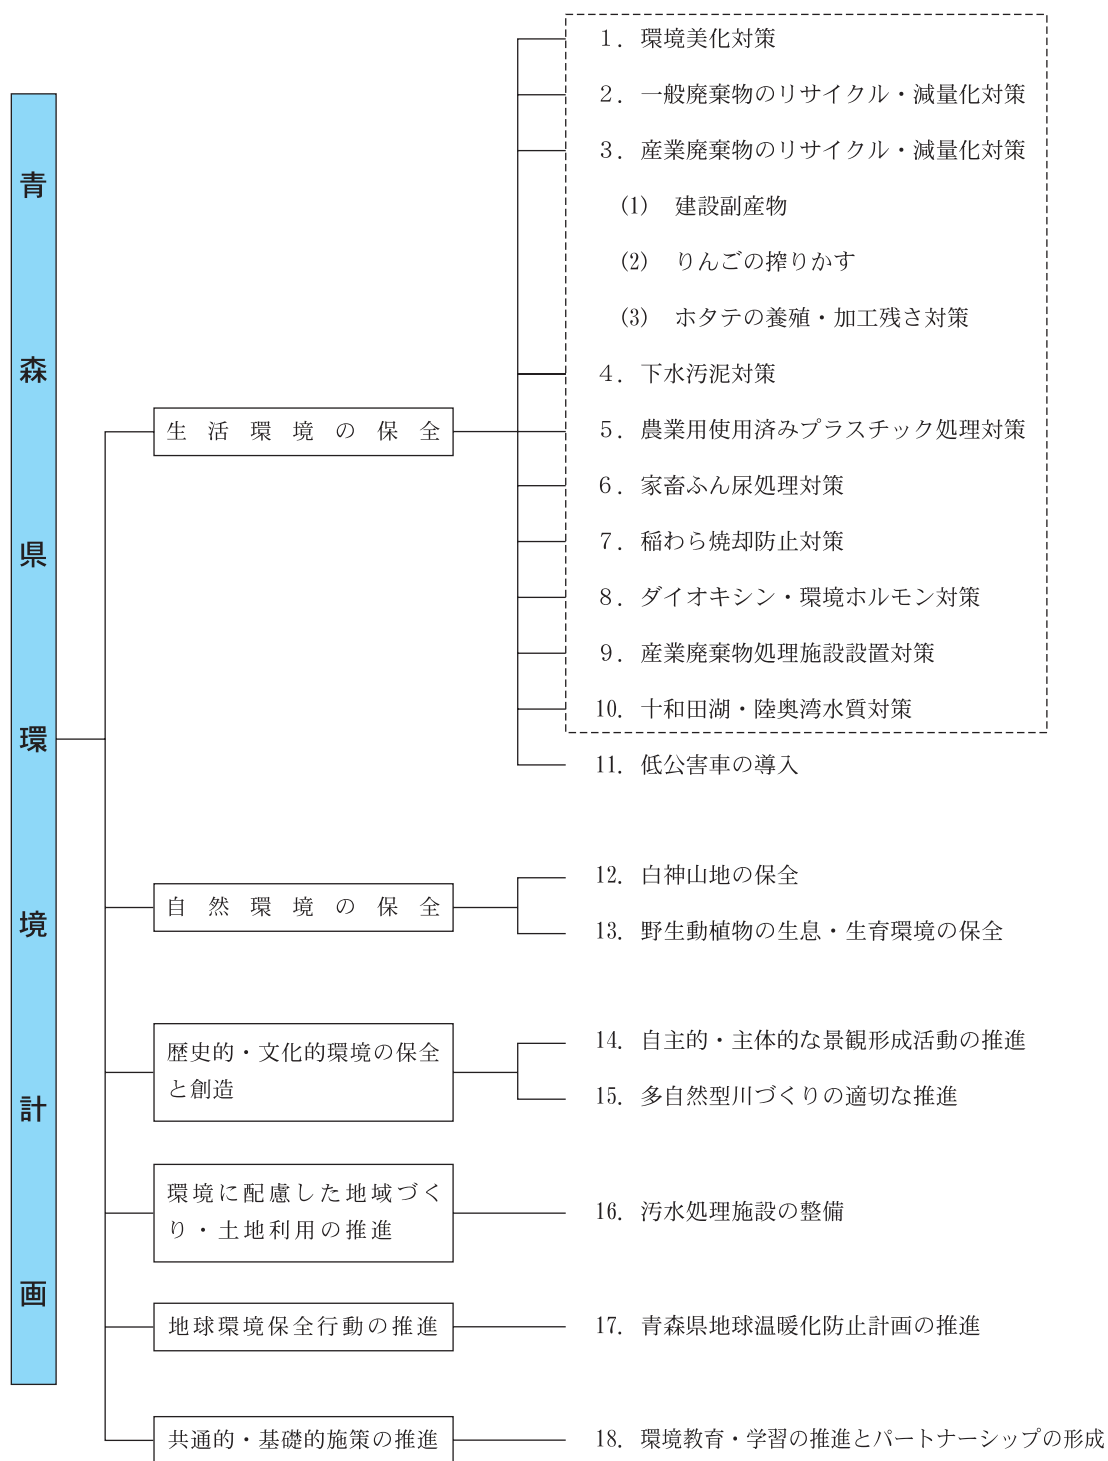 青森県環境計画
生活環境の保全
1．環境美化対策
2．一般廃棄物のリサイクル・減量化対策
3．産業廃棄物のリサイクル・減量化対策
(1)　建設副産物
(2)　りんごの搾りかす
(3)　ホタテの養殖・加工残さ対策
4．下水汚泥対策
5．農業用使用済みプラスチック処理対策
6．家畜ふん尿処理対策
7．稲わら焼却防止対策
8．ダイオキシン・環境ホルモン対策
9．産業廃棄物処理施設設置対策
10．十和田湖・陸奥湾水質対策
11．低公害車の導入
自然環境の保全
12．白神山地の保全
13．野生動植物の生息・生育環境の保全
歴史的・文化的環境の保全
と創造
14．自主的・主体的な景観形成活動の推進
15．多自然型川づくりの適切な推進
環境に配慮した地域づく
り・土地利用の推進
16．汚水処理施設の整備
地球環境保全行動の推進
17．青森県地球温暖化防止計画の推進
共通的・基礎的施策の推進
18．環境教育・学習の推進とパートナーシップの形成